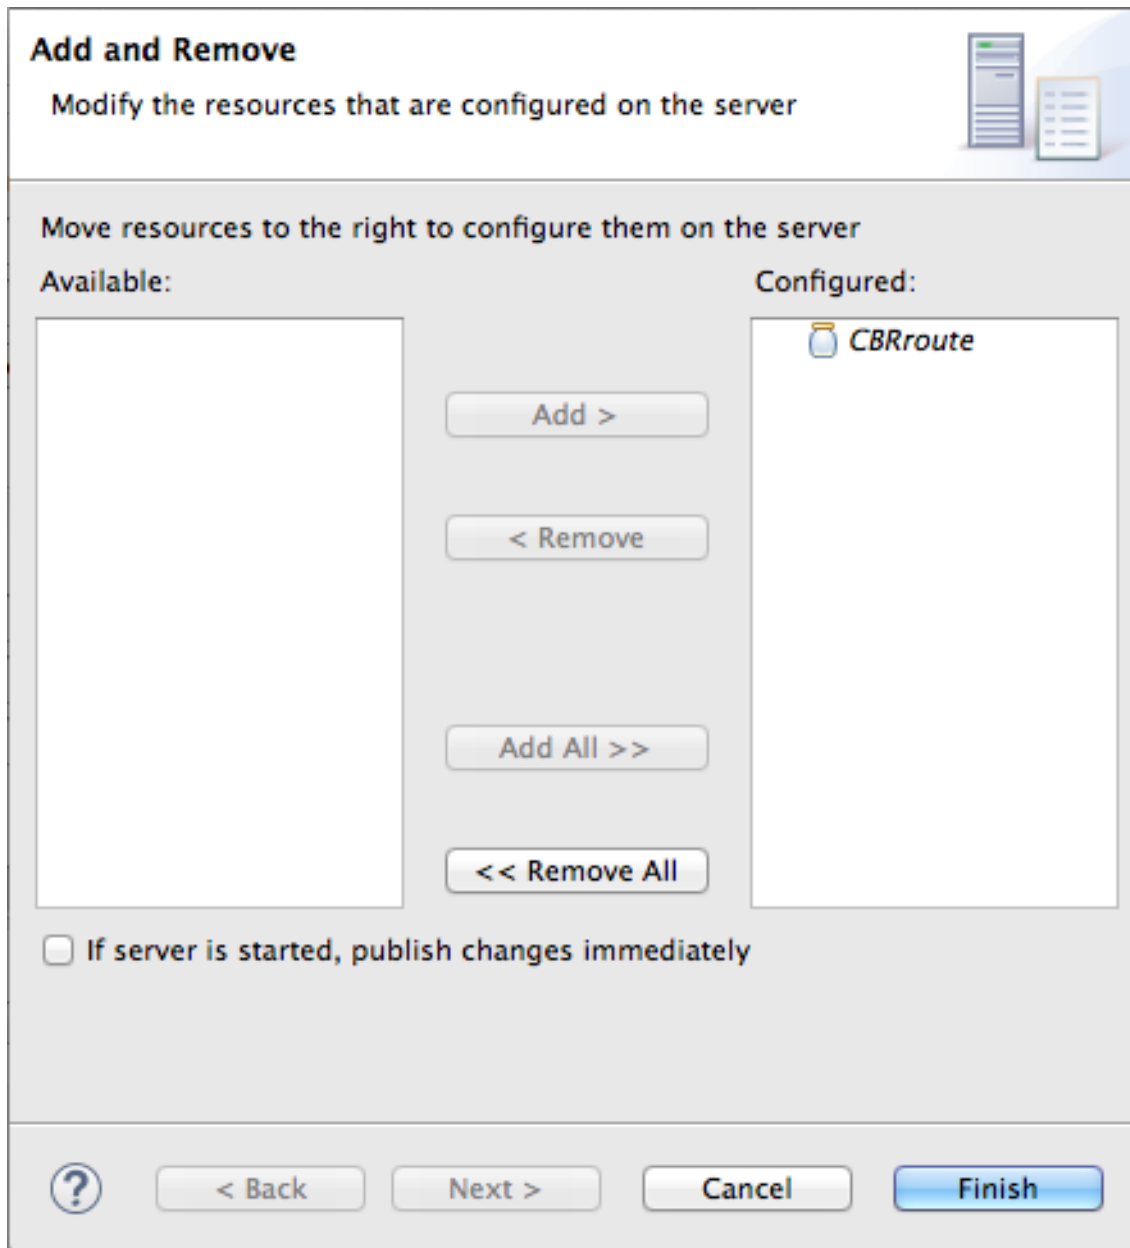 Add and Remove
Modify the resources that are configured on the server
Move resources to the right to configure them on the server
Available:
Configured:
CBRroute
Add >
< Remove
Add All >>
<< Remove All
If server is started, publish changes immediately
?
< Back
Next >
Cancel
Finish